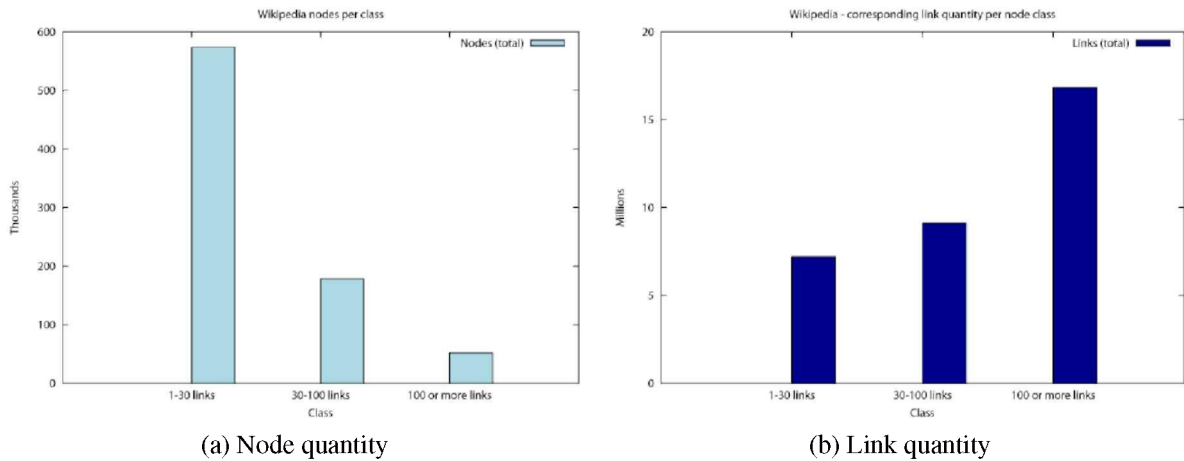 Wikipedia nodes per class
600
Nodes (total)
500
400
300
200
100
0
Thousands
1-30 links
30-100 links
100 or more links
Class
(a) Node quantity
Wikipedia - corresponding link quantity per node class
20
Links (total)
15
10
5
0
Millions
1-30 links
30-100 links
100 or more links
Class
(b) Link quantity